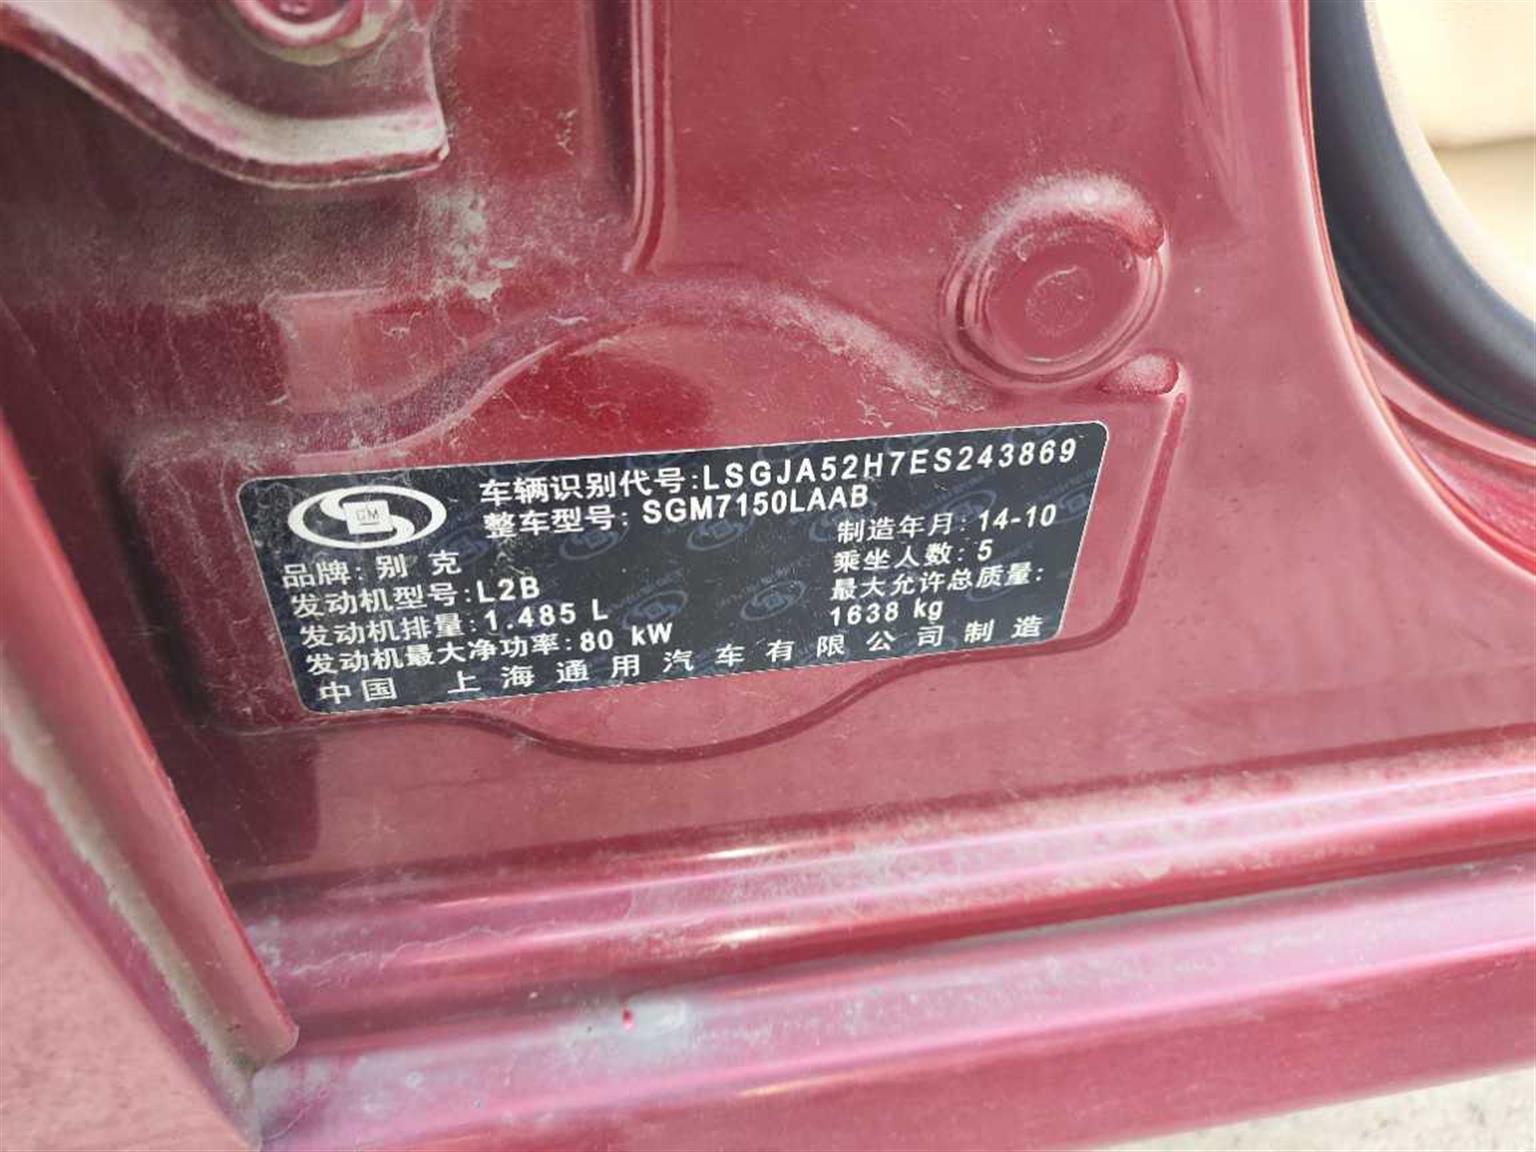 车辆识别代号:LSGJA52H7ES243869
整车型号: SGM7150LAAB
GM
品牌: 别克
制造年月: 14-10
发动机型号:L2B
乘坐人数: 5
发动机排量:1.485 L
最大允许总质量:
1638 kg
发动机最大净功率:80 kW
中国 上海通用汽车有限公司制造